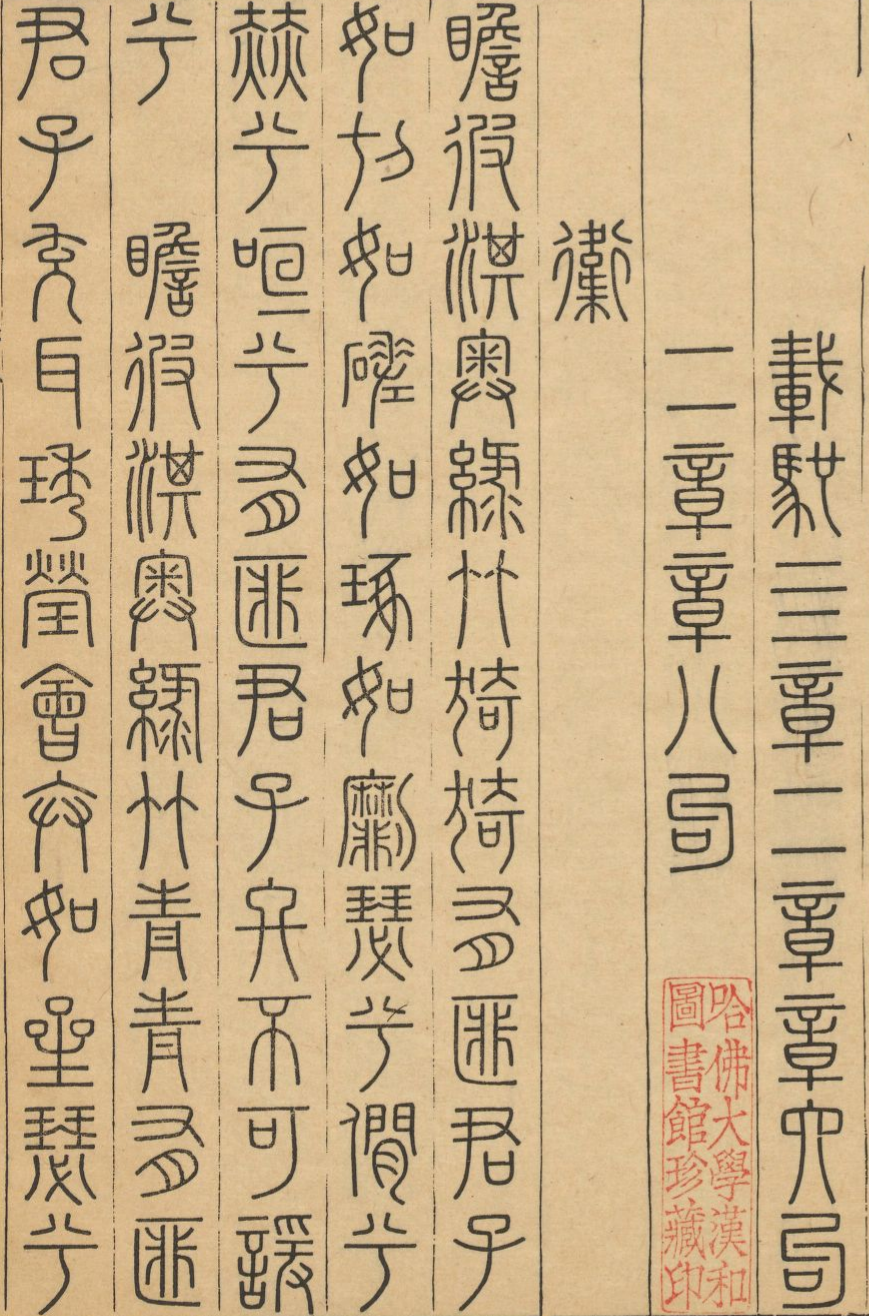 載馳亖章二章章六句
二章章八句
衞
瞻彼淇奧綠竹猗猗有匪君子
如切如磋如琢如劘瑟兮僩兮
赫兮咺兮有匪君子終不可諼
兮 瞻彼淇奧綠竹青青有匪
君子充耳琇瑩會弁如星瑟兮
哈佛大學漢和
圖書館珍藏印